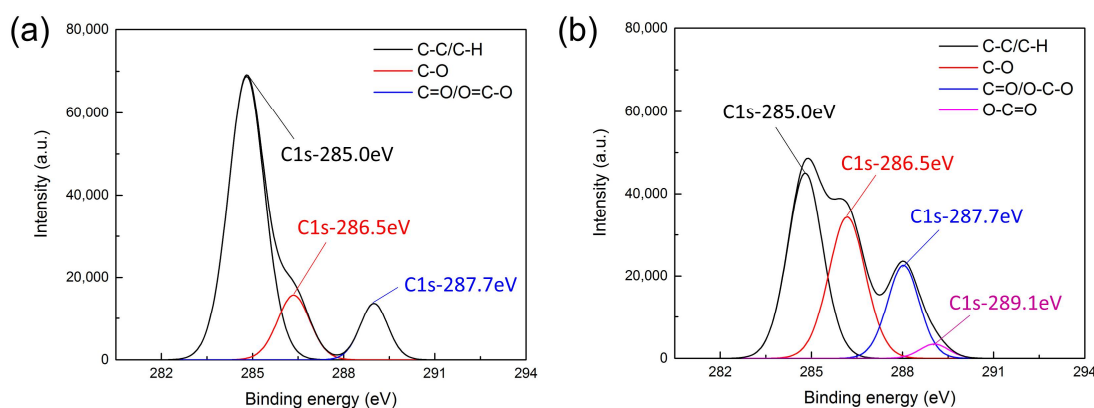 (a)
80,000
60,000
40,000
20,000
0
Intensity (a.u.)
C-C/C-H
C-O
C=O/O=C-O
C1s-285.0eV
C1s-286.5eV
C1s-287.7eV
282
285
288
291
294
Binding energy (eV)
(b)
80,000
60,000
40,000
20,000
0
Intensity (a.u.)
C-C/C-H
C-O
C=O/O-C-O
O-C=O
C1s-285.0eV
C1s-286.5eV
C1s-287.7eV
C1s-289.1eV
282
285
288
291
294
Binding energy (eV)